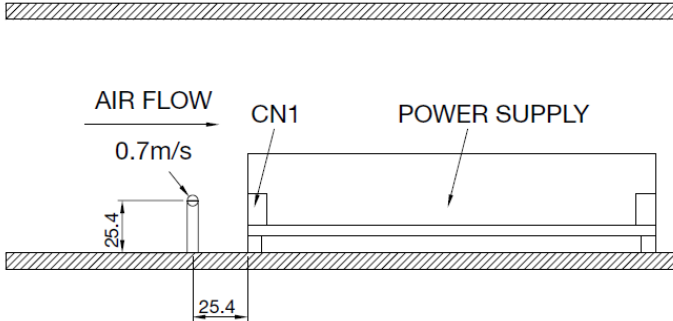 AIR FLOW
CN1
POWER SUPPLY
0.7m/s
25.4
25.4